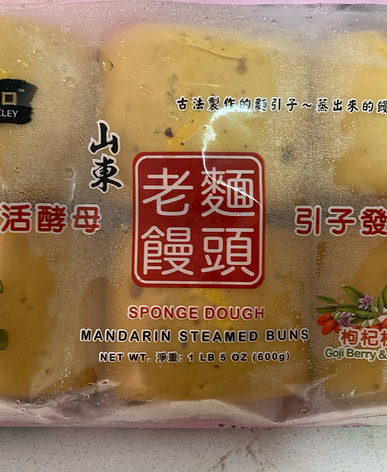 古法製作的麵引子～蒸出來的饅
山東
老麵
饅頭
活酵母
引子發
SPONGE DOUGH
MANDARIN STEAMED BUNS
NET WT. 淨重: 1 LB 5 OZ (600g)
枸杞
Goji Berry &